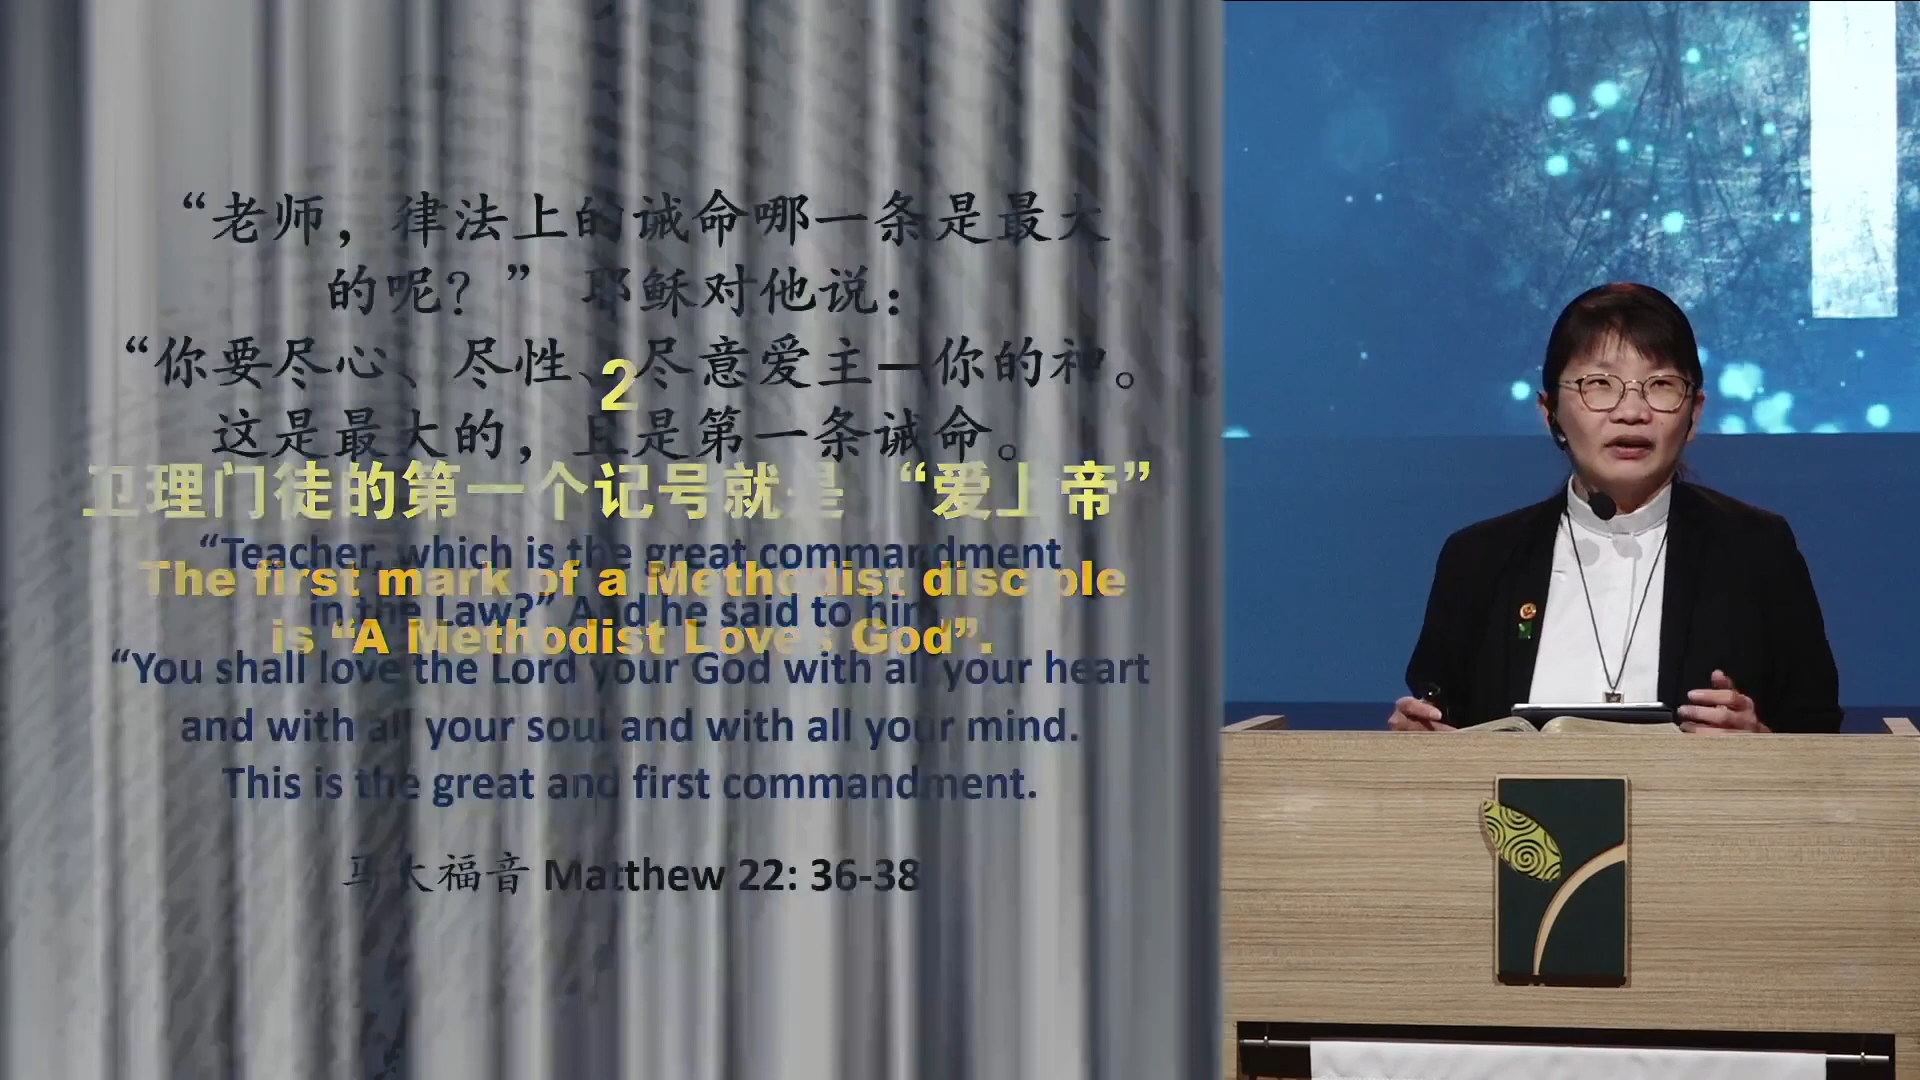 “老师，律法上的诫命哪一条是最大
的呢？” 耶稣对他说：
“你要尽心、尽性、尽意爱主—你的神。
这是最大的，且是第一条诫命。
“Teacher, which is the great commandment
in the Law?” And he said to him,
“You shall love the Lord your God with all your heart
and with all your soul and with all your mind.
This is the great and first commandment.
马太福音 Matthew 22: 36-38
2
卫理门徒的第一个记号就是 “爱上帝”
The first mark of a Methodist disciple
is “A Methodist Loves God”.